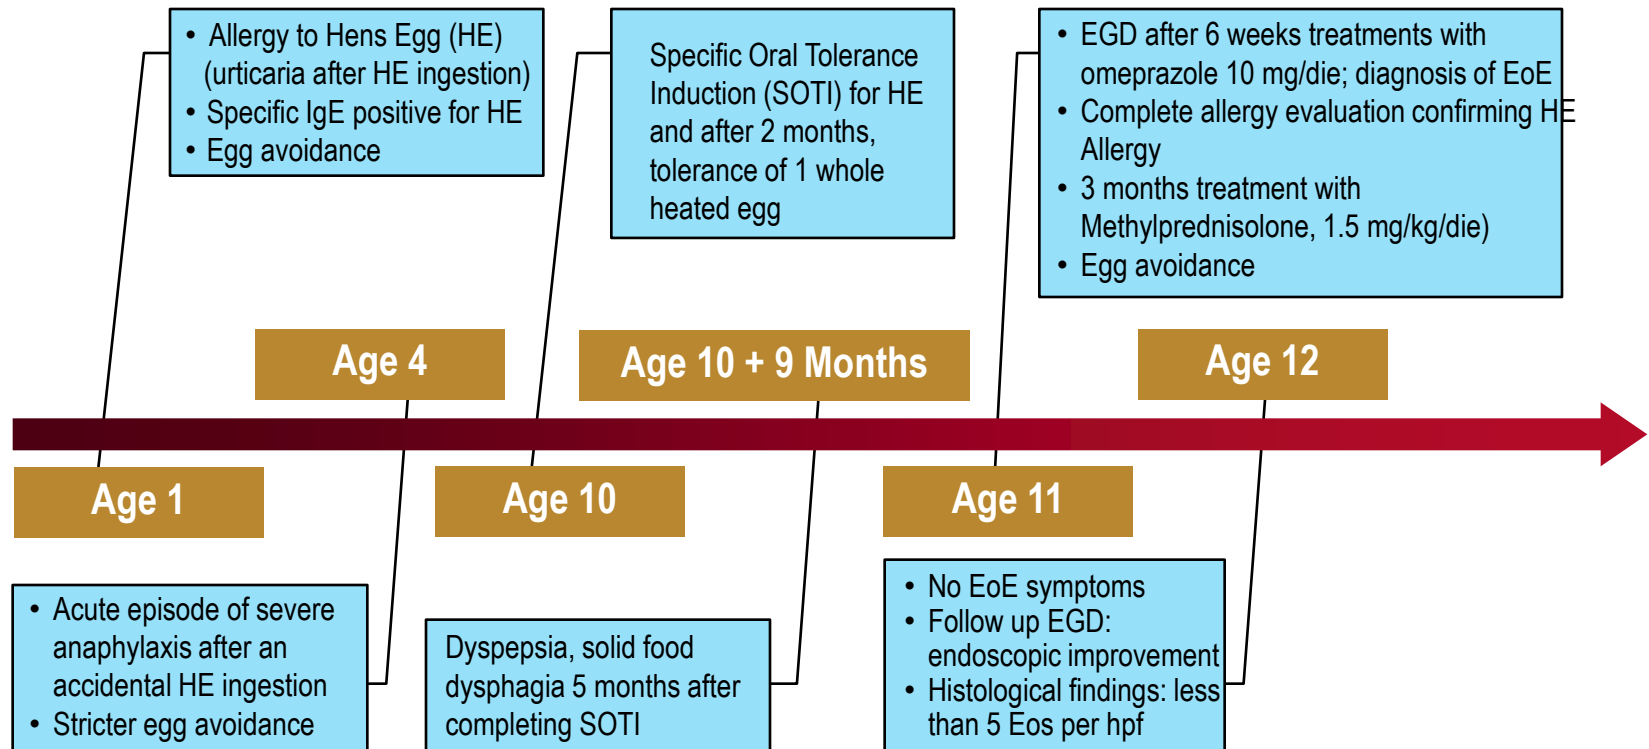 • Allergy to Hens Egg (HE)
(urticaria after HE ingestion)
• Specific IgE positive for HE
• Egg avoidance
Specific Oral Tolerance
Induction (SOTI) for HE
and after 2 months,
tolerance of 1 whole
heated egg
• EGD after 6 weeks treatments with
omeprazole 10 mg/die; diagnosis of EoE
• Complete allergy evaluation confirming HE
Allergy
• 3 months treatment with
Methylprednisolone, 1.5 mg/kg/die)
• Egg avoidance
Age 4
Age 10 + 9 Months
Age 12
Age 1
Age 10
Age 11
• Acute episode of severe
anaphylaxis after an
accidental HE ingestion
• Stricter egg avoidance
Dyspepsia, solid food
dysphagia 5 months after
completing SOTI
• No EoE symptoms
• Follow up EGD:
endoscopic improvement
• Histological findings: less
than 5 Eos per hpf